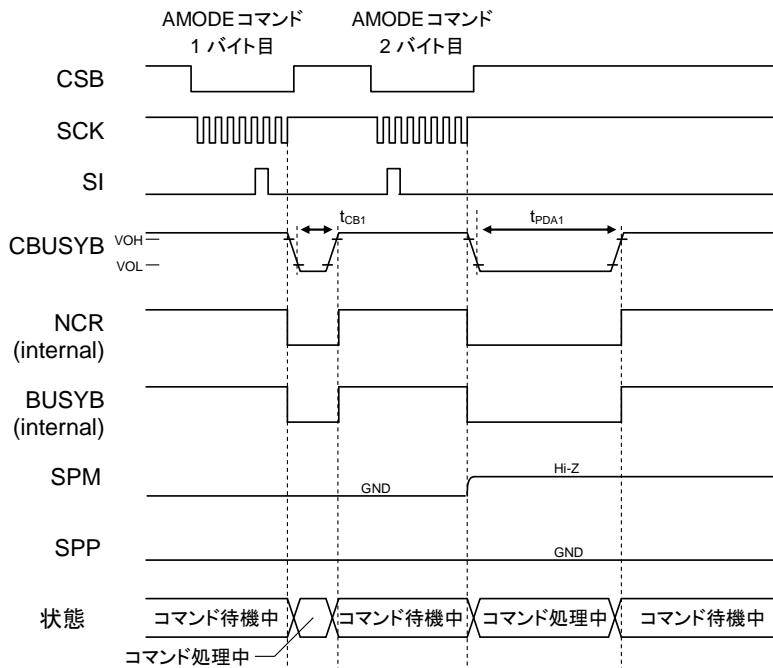 AMODEコマンド
1 バイト目
AMODEコマンド
2 バイト目
CSB
SCK
SI
tCB1
tPDA1
CBUSYB
VOH
VOL
NCR
(internal)
BUSYB
(internal)
SPM
GND
Hi-Z
SPP
GND
状態
コマンド待機中
コマンド待機中
コマンド処理中
コマンド待機中
コマンド処理中